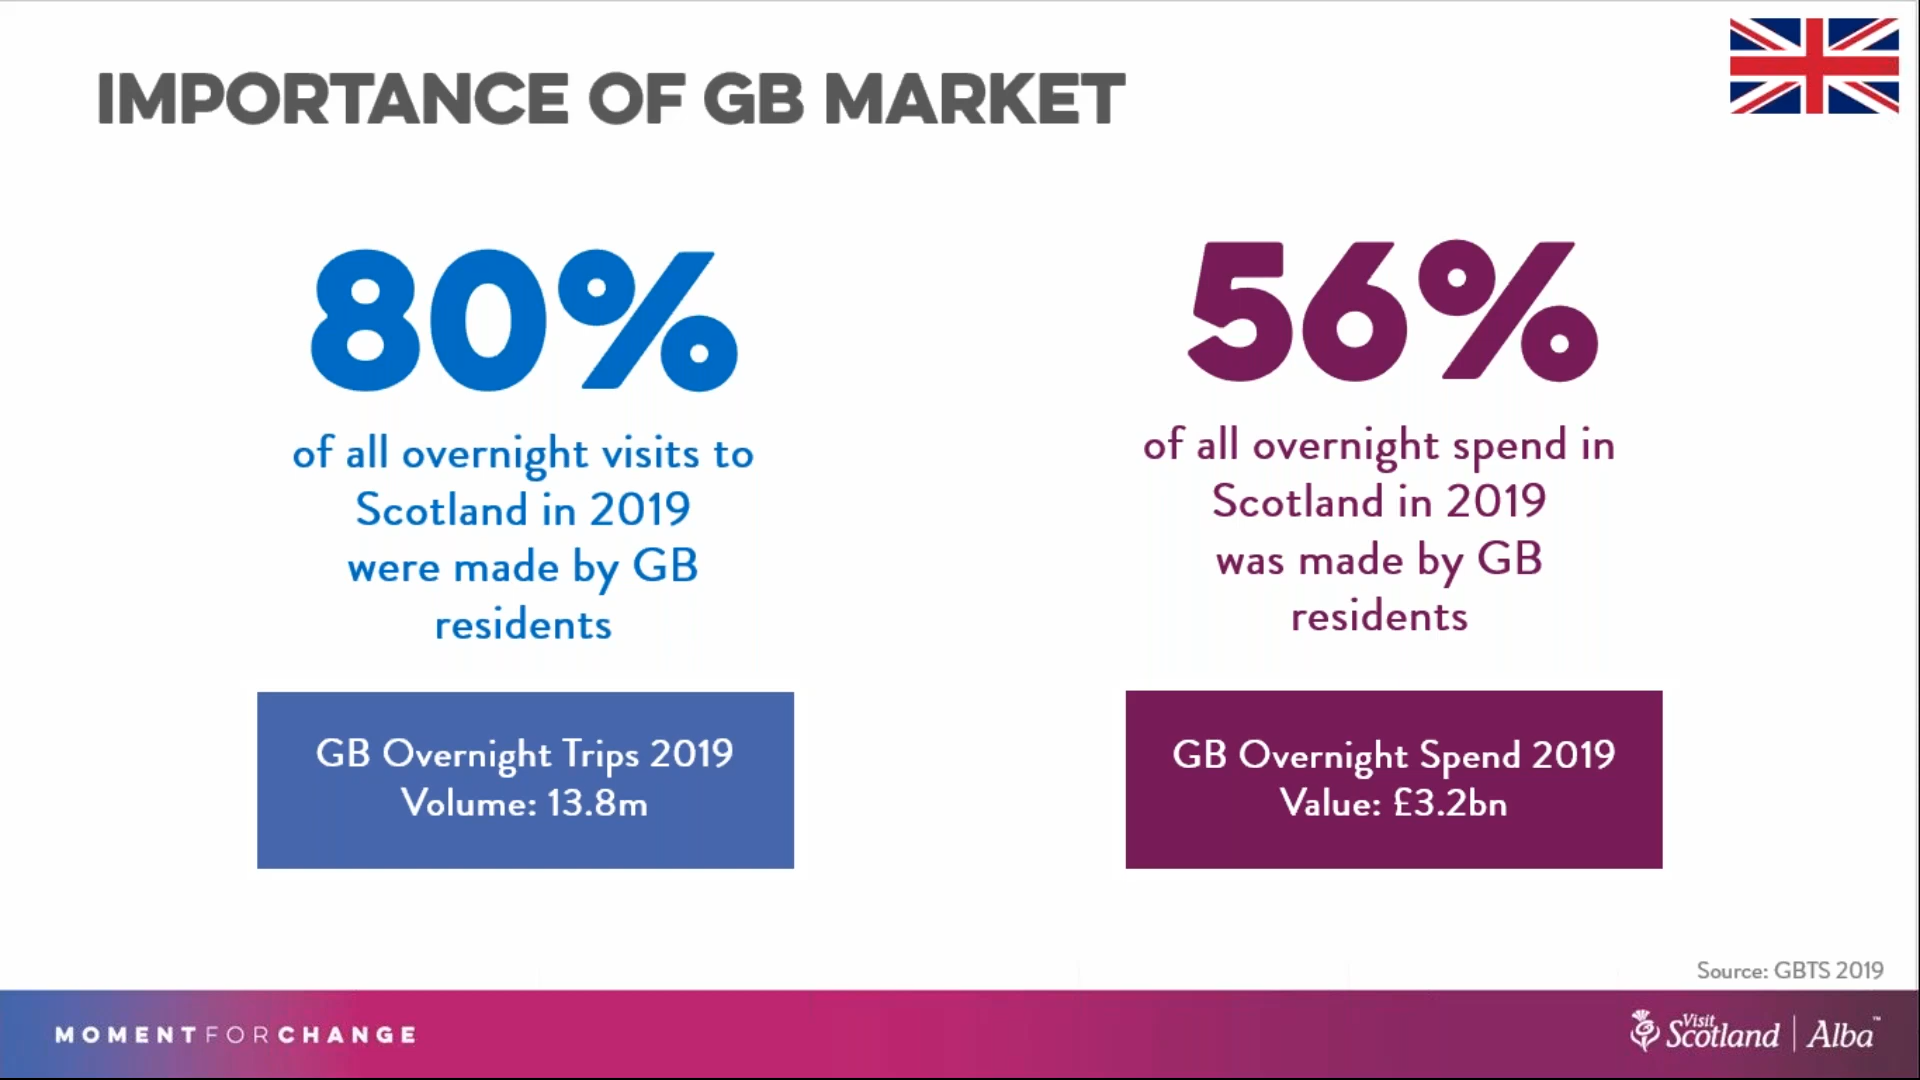 IMPORTANCE OF GB MARKET
80%
of all overnight visits to
Scotland in 2019
were made by GB
residents
GB Overnight Trips 2019
Volume: 13.8m
56%
of all overnight spend in
Scotland in 2019
was made by GB
residents
GB Overnight Spend 2019
Value: £3.2bn
Source: GBTS 2019
MOMENTFORCHANGE
Visit
Scotland | Alba™